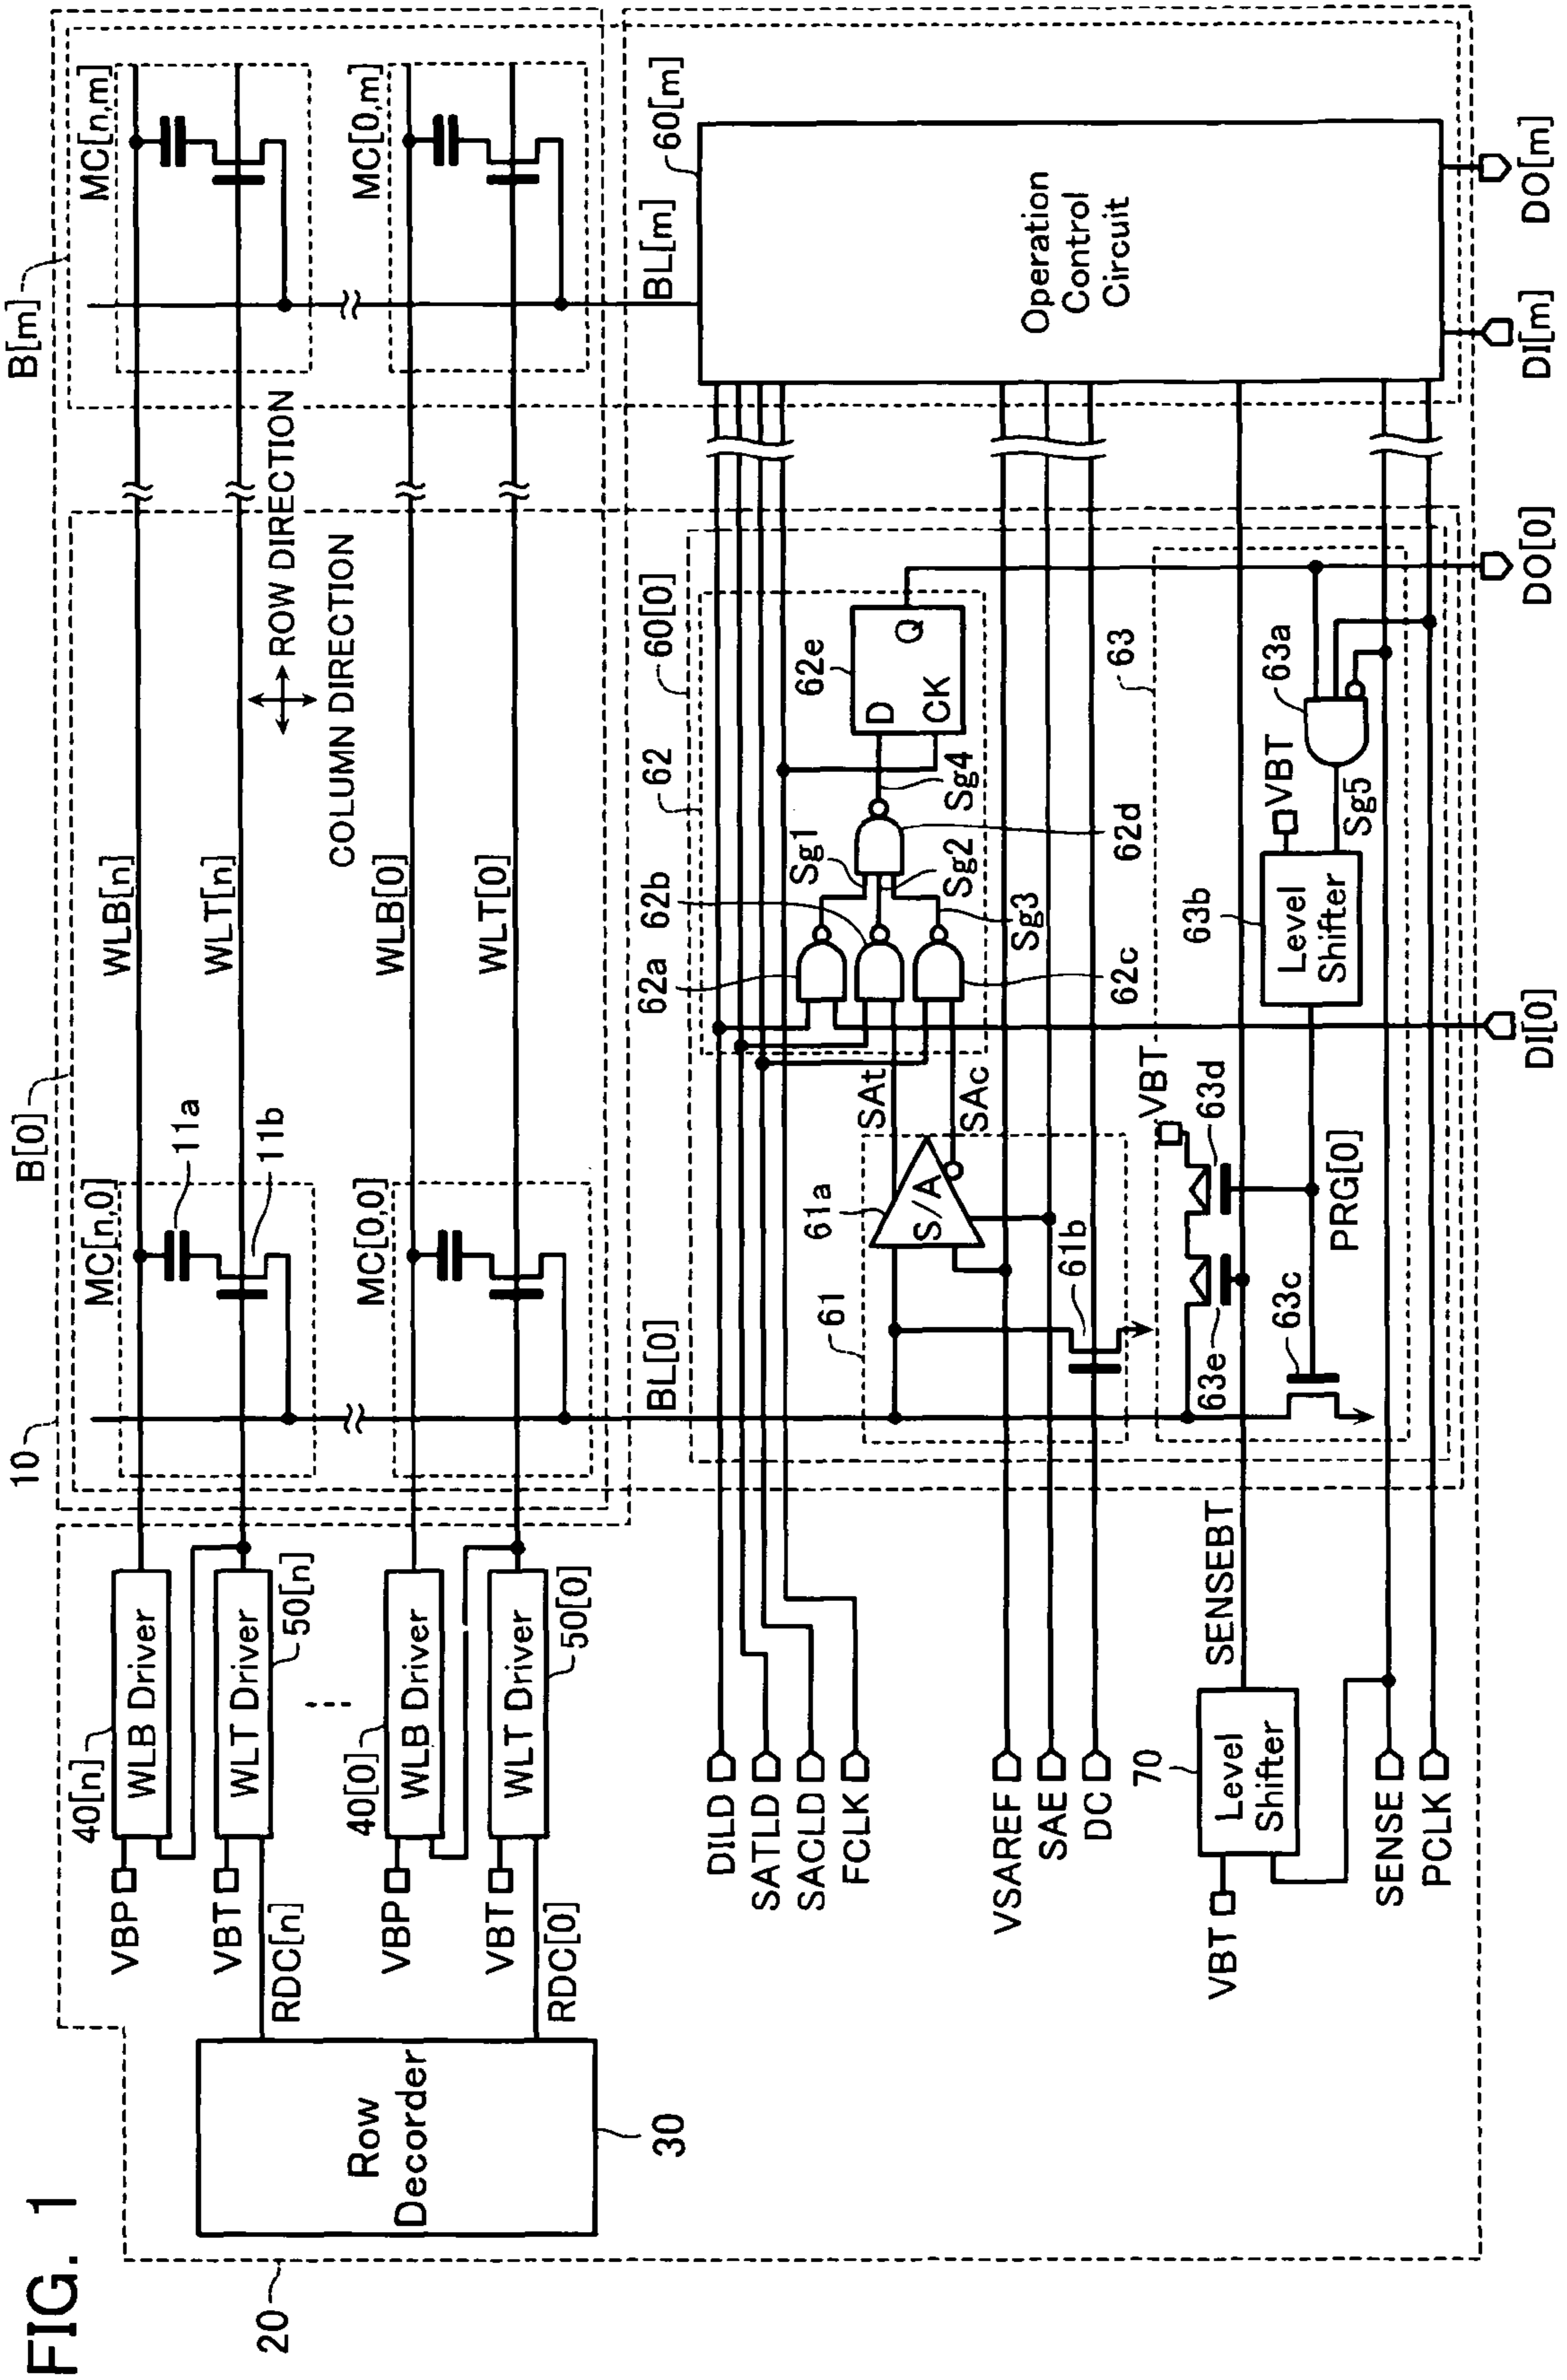 FIG. 1
20
10
B[0]
B[m]
Row
Decorder
30
RDC[n]
RDC[0]
40[n]
VBP
WLB Driver
VBT
WLT Driver
50[n]
40[0]
VBP
WLB Driver
VBT
WLT Driver
50[0]
MC[n,0]
11a
11b
WLB[n]
WLT[n]
ROW DIRECTION
COLUMN DIRECTION
MC[n,m]
MC[0,0]
WLB[0]
WLT[0]
MC[0,m]
BL[0]
BL[m]
60[0]
60[m]
Operation
Control
Circuit
DILD
SATLD
SACLD
FCLK
VSAREF
SAE
DC
61
61a
S/A
61b
SAt
SAc
62
62a
62b
62c
62d
Sg1
Sg2
Sg3
Sg4
62e
D
Q
CK
70
VBT
Level
Shifter
SENSEBT
SENSE
PCLK
63
63e
63c
63d
VBT
PRG[0]
63b
Level
Shifter
VBT
Sg5
63a
DI[0]
DO[0]
DI[m]
DO[m]